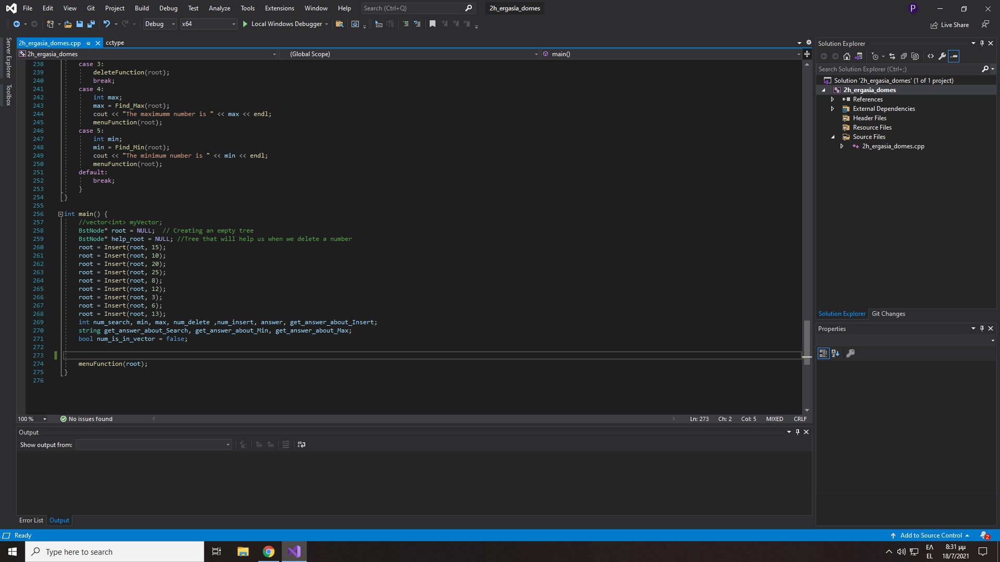 File Edit View Git Project Build Debug Test Analyze Tools Extensions Window Help Search (Ctrl+Q) 2h_ergasia_domes P
Debug x64 Local Windows Debugger Live Share
Server Explorer
Toolbox
2h_ergasia_domes.cpp cctype
2h_ergasia_domes (Global Scope) main()
238 case 3:
239 deleteFunction(root);
240 break;
241 case 4:
242 int max;
243 max = Find_Max(root);
244 cout << "The maximumm number is " << max << endl;
245 menuFunction(root);
246 case 5:
247 int min;
248 min = Find_Min(root);
249 cout << "The minimum number is " << min << endl;
250 menuFunction(root);
251 default:
252 break;
253 }
254 }
255
256 int main() {
257 //vector<int> myVector;
258 BstNode* root = NULL;  // Creating an empty tree
259 BstNode* help_root = NULL; //Tree that will help us when we delete a number
260 root = Insert(root, 15);
261 root = Insert(root, 10);
262 root = Insert(root, 20);
263 root = Insert(root, 25);
264 root = Insert(root, 8);
265 root = Insert(root, 12);
266 root = Insert(root, 3);
267 root = Insert(root, 6);
268 root = Insert(root, 13);
269 int num_search, min, max, num_delete ,num_insert, answer, get_answer_about_Insert;
270 string get_answer_about_Search, get_answer_about_Min, get_answer_about_Max;
271 bool num_is_in_vector = false;
272
273
274 menuFunction(root);
275 }
276
100 % No issues found Ln: 273 Ch: 2 Col: 5 MIXED CRLF
Output
Show output from:
Error List Output
Solution Explorer
Search Solution Explorer (Ctrl+;)
Solution '2h_ergasia_domes' (1 of 1 project)
2h_ergasia_domes
References
External Dependencies
Header Files
Resource Files
Source Files
2h_ergasia_domes.cpp
Solution Explorer Git Changes
Properties
Ready Add to Source Control 2
Type here to search
ΕΛ
EL
8:31 μμ
18/7/2021